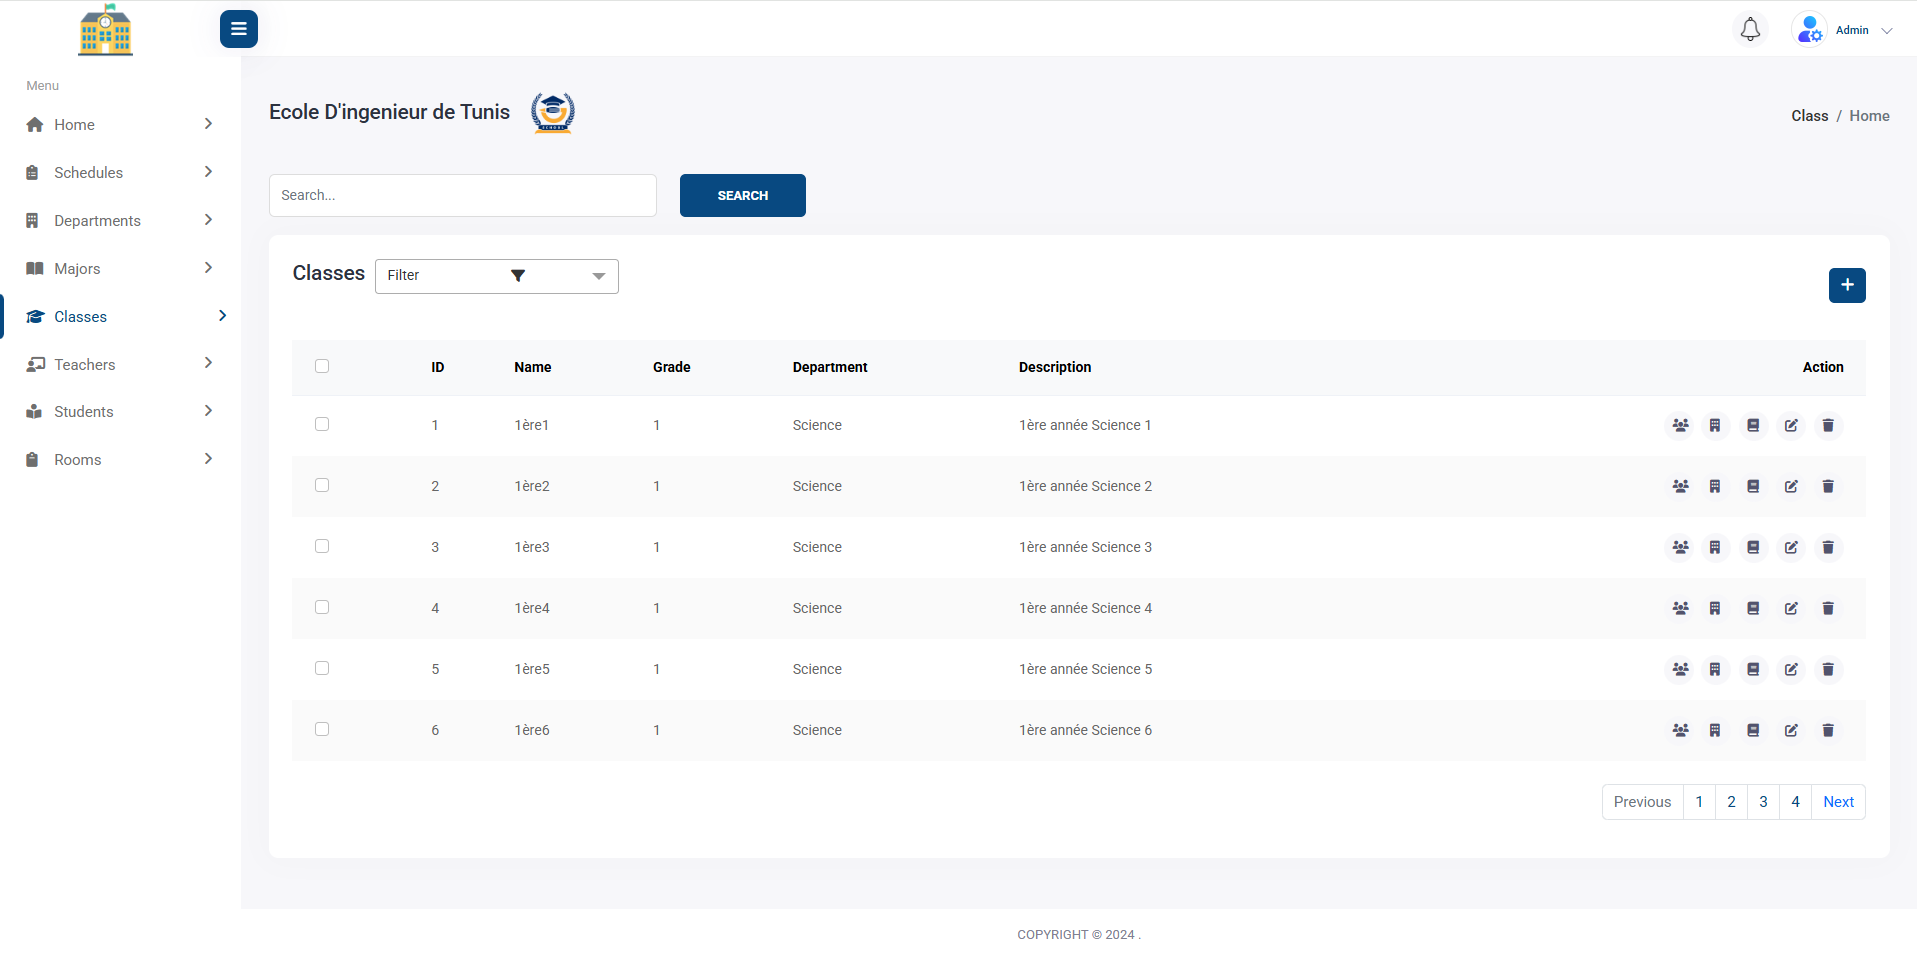 Admin
Menu
Home
Schedules
Departments
Majors
Classes
Teachers
Students
Rooms
Ecole D'ingenieur de Tunis
SCHOOL
Class / Home
Search...
SEARCH
Classes
Filter
ID Name Grade Department Description Action
1 1ère1 1 Science 1ère année Science 1
2 1ère2 1 Science 1ère année Science 2
3 1ère3 1 Science 1ère année Science 3
4 1ère4 1 Science 1ère année Science 4
5 1ère5 1 Science 1ère année Science 5
6 1ère6 1 Science 1ère année Science 6
Previous 1 2 3 4 Next
COPYRIGHT © 2024 .